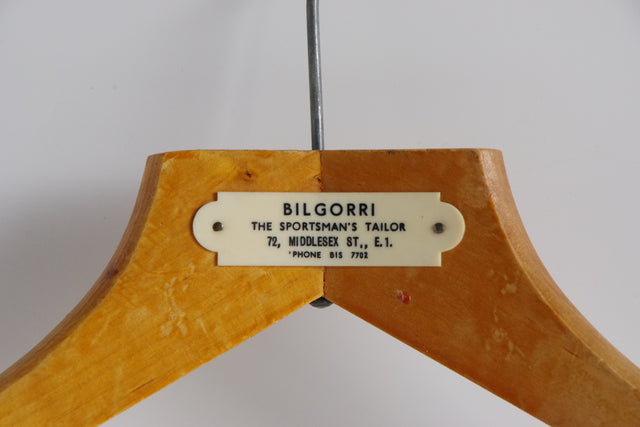 BILGORRI
THE SPORTSMAN'S TAILOR
72, MIDDLESEX ST., E.1.
'PHONE BIS 7702